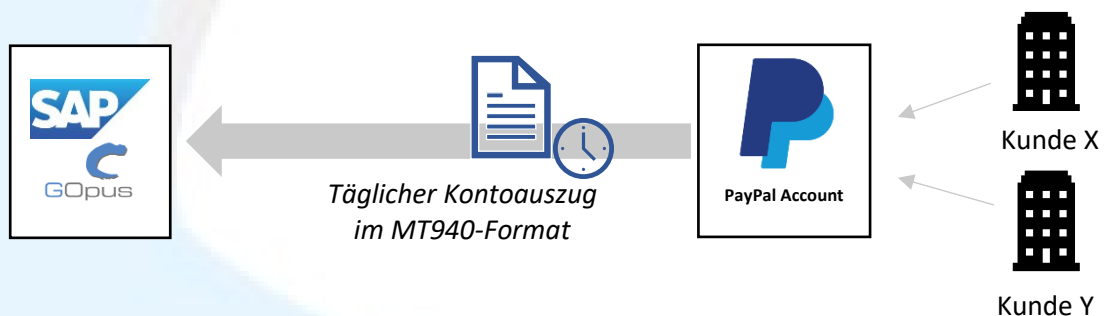 SAP
GOpus
Täglicher Kontoauszug
im MT940-Format
PayPal Account
Kunde X
Kunde Y